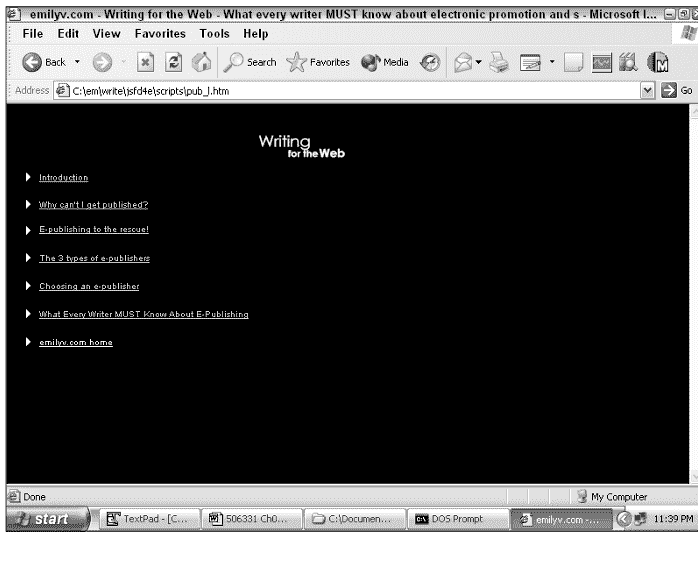 emilyv.com - Writing for the Web - What every writer MUST know about electronic promotion and s - Microsoft I...
File Edit View Favorites Tools Help
Back Search Favorites Media
Address C:\em\write\jsfd4e\scripts\pub_l.htm Go
Writing
for the Web
Introduction
Why can't I get published?
E-publishing to the rescue!
The 3 types of e-publishers
Choosing an e-publisher
What Every Writer MUST Know About E-Publishing
emilyv.com home
Done My Computer
start TextPad - [C... 506331 Ch0... C:\Documen... DOS Prompt emilyv.com -... 11:39 PM